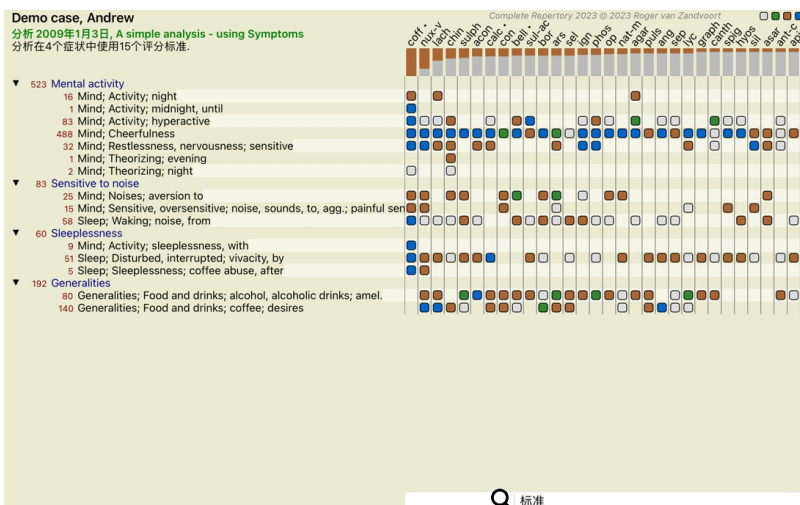 Demo case, Andrew
Complete Repertory 2023 © 2023 Roger van Zandvoort
分析 2009年1月3日, A simple analysis - using Symptoms
分析在4个症状中使用15个评分标准.
coff • nux-v lach • chin sulph acon calc • con bell • sul-ac bor ars sel ign phos op nat-m agar puls ang sep lyc graph canth spig hyos sil asar ant-c api
▼ 523 Mental activity
16 Mind; Activity; night
1 Mind; Activity; midnight, until
83 Mind; Activity; hyperactive
488 Mind; Cheerfulness
32 Mind; Restlessness, nervousness; sensitive
1 Mind; Theorizing; evening
2 Mind; Theorizing; night
▼ 83 Sensitive to noise
25 Mind; Noises; aversion to
15 Mind; Sensitive, oversensitive; noise, sounds, to, agg.; painful sen
58 Sleep; Waking; noise, from
▼ 60 Sleeplessness
9 Mind; Activity; sleeplessness, with
51 Sleep; Disturbed, interrupted; vivacity, by
5 Sleep; Sleeplessness; coffee abuse, after
▼ 192 Generalities
80 Generalities; Food and drinks; alcohol, alcoholic drinks; amel.
140 Generalities; Food and drinks; coffee; desires
标准